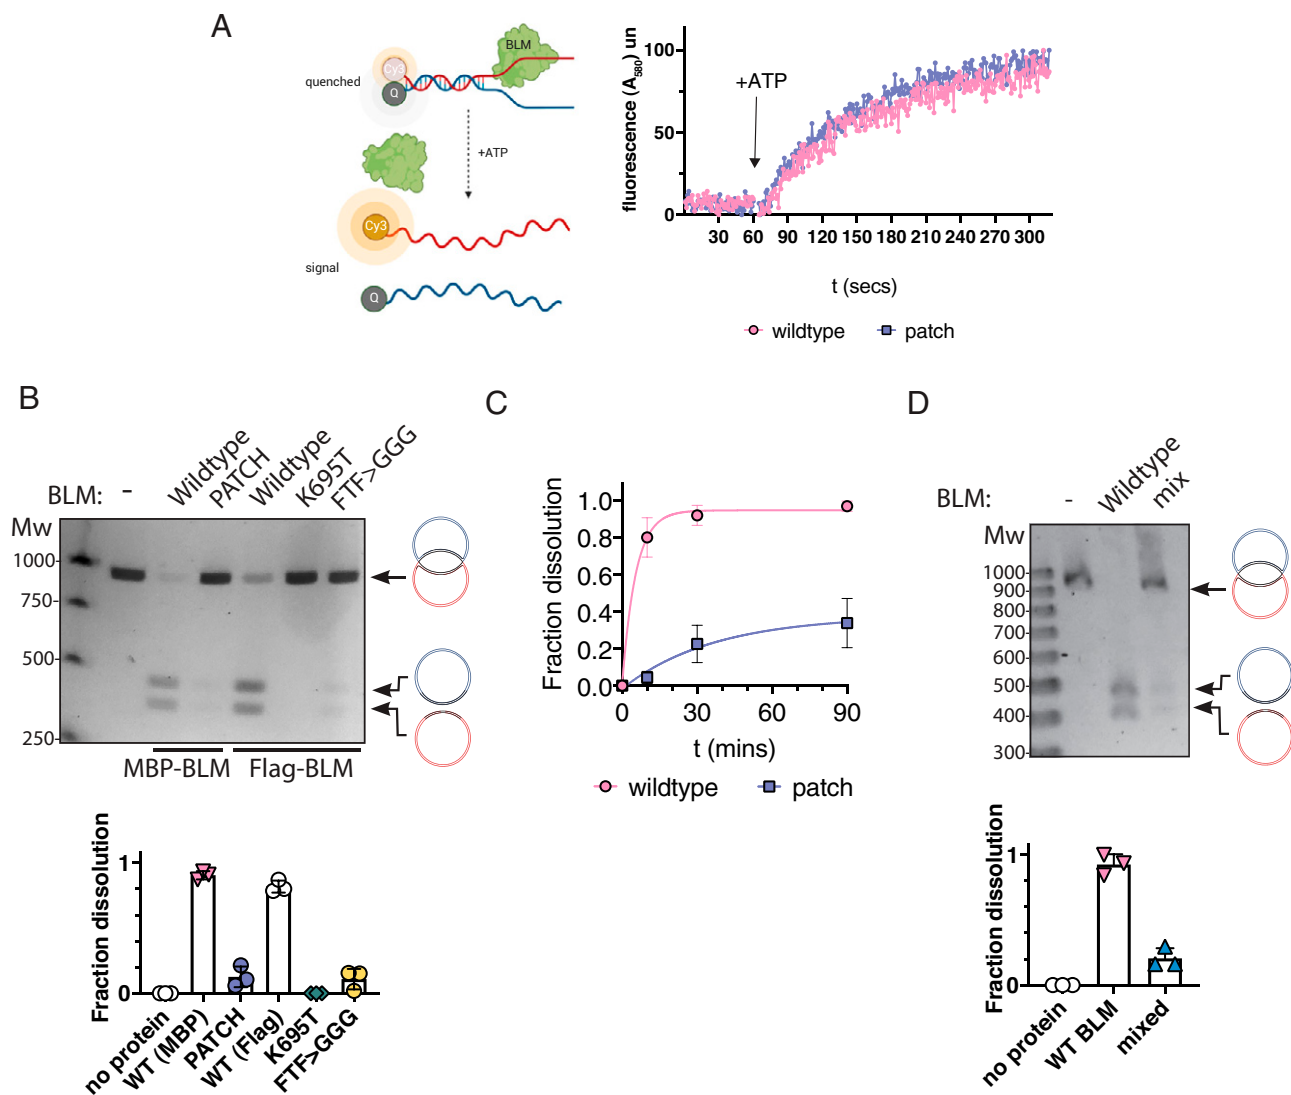 A
BLM
Cy3
quenched
Q
+ATP
Cy3
signal
Q
fluorescence (A580) un
100
50
0
+ATP
30 60 90 120 150 180 210 240 270 300
t (secs)
wildtype patch
B
BLM: - Wildtype PATCH Wildtype K695T FTF>GGG
Mw
1000
750
500
250
MBP-BLM Flag-BLM
Fraction dissolution
1
0
no protein WT (MBP) PATCH WT (Flag) K695T FTF>GGG
C
Fraction dissolution
1.0
0.8
0.6
0.4
0.2
0.0
0 30 60 90
t (mins)
wildtype patch
D
BLM: - Wildtype mix
Mw
1000
900
800
700
600
500
400
300
Fraction dissolution
1
0
no protein WT BLM mixed